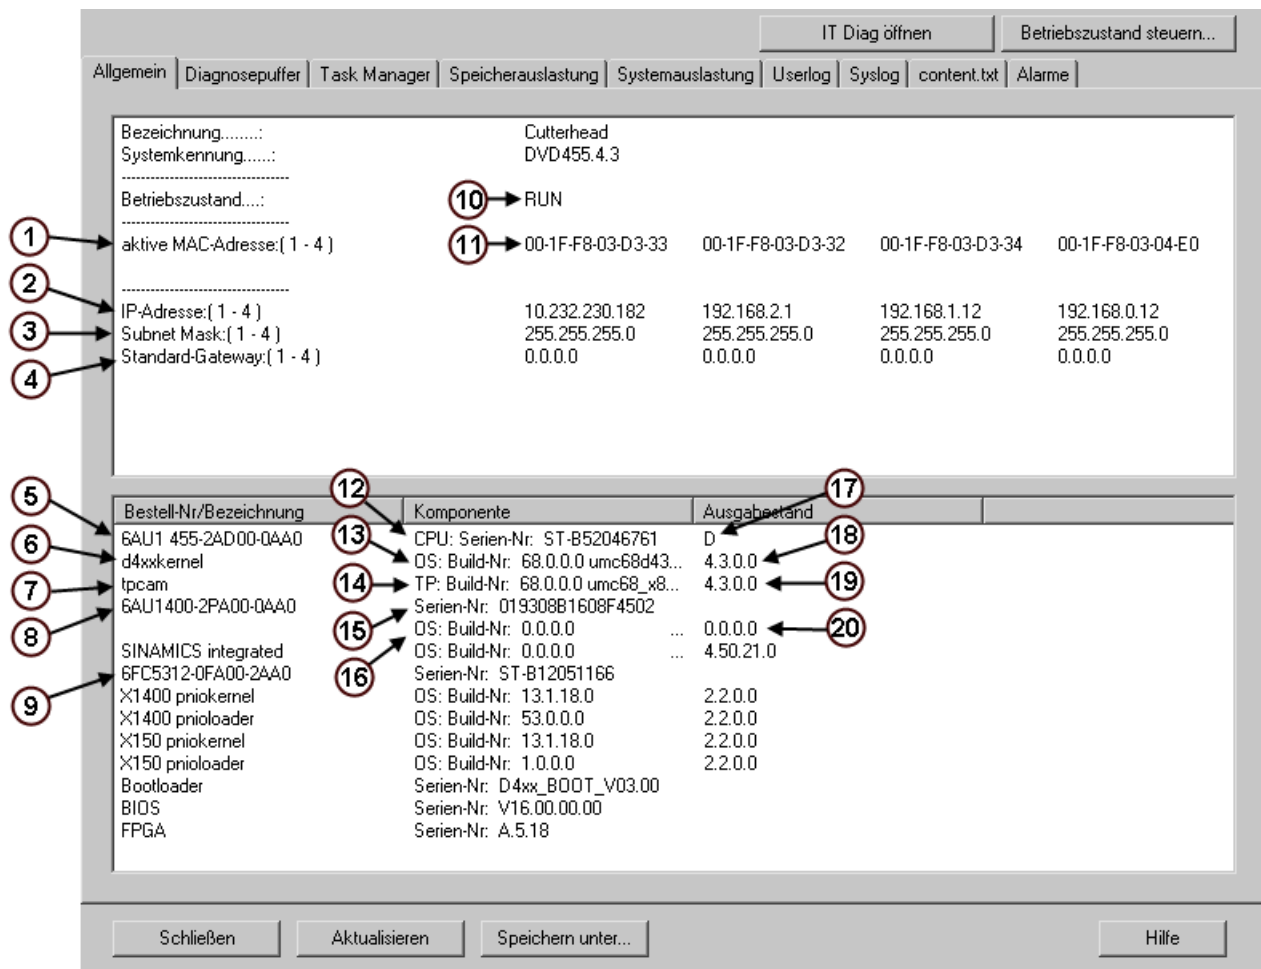 IT Diag öffnen Betriebszustand steuern...
Allgemein Diagnosepuffer Task Manager Speicherauslastung Systemauslastung Userlog Syslog content.txt Alarme
Bezeichnung........: Cutterhead
Systemkennung......: DVD455.4.3
-----------------------------------
Betriebszustand....: 10 RUN
-----------------------------------
1 aktive MAC-Adresse:( 1 - 4 ) 11 00-1F-F8-03-D3-33 00-1F-F8-03-D3-32 00-1F-F8-03-D3-34 00-1F-F8-03-04-E0
-----------------------------------
2 IP-Adresse:( 1 - 4 ) 10.232.230.182 192.168.2.1 192.168.1.12 192.168.0.12
3 Subnet Mask:( 1 - 4 ) 255.255.255.0 255.255.255.0 255.255.255.0 255.255.255.0
4 Standard-Gateway:( 1 - 4 ) 0.0.0.0 0.0.0.0 0.0.0.0 0.0.0.0
12 17
Bestell-Nr/Bezeichnung Komponente Ausgabestand
5 6AU1 455-2AD00-0AA0 CPU: Serien-Nr: ST-B52046761 D
6 d4xxkernel 13 OS: Build-Nr: 68.0.0.0 umc68d43... 4.3.0.0 18
7 tpcam 14 TP: Build-Nr: 68.0.0.0 umc68_x8... 4.3.0.0 19
8 6AU1400-2PA00-0AA0 15 Serien-Nr: 019308B1608F4502
16 OS: Build-Nr: 0.0.0.0 ... 0.0.0.0 20
SINAMICS integrated OS: Build-Nr: 0.0.0.0 ... 4.50.21.0
9 6FC5312-0FA00-2AA0 Serien-Nr: ST-B12051166
X1400 pniokernel OS: Build-Nr: 13.1.18.0 2.2.0.0
X1400 pnioloader OS: Build-Nr: 53.0.0.0 2.2.0.0
X150 pniokernel OS: Build-Nr: 13.1.18.0 2.2.0.0
X150 pnioloader OS: Build-Nr: 1.0.0.0 2.2.0.0
Bootloader Serien-Nr: D4xx_BOOT_V03.00
BIOS Serien-Nr: V16.00.00.00
FPGA Serien-Nr: A.5.18
Schließen Aktualisieren Speichern unter... Hilfe